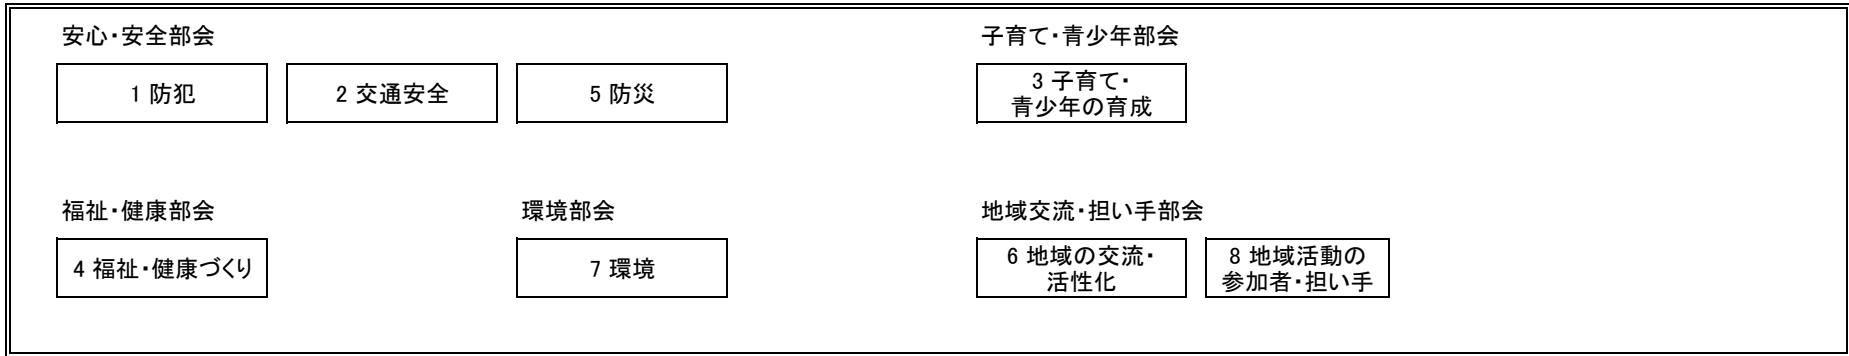 安心・安全部会
1 防犯
2 交通安全
5 防災
子育て・青少年部会
3 子育て・
青少年の育成
福祉・健康部会
4 福祉・健康づくり
環境部会
7 環境
地域交流・担い手部会
6 地域の交流・
活性化
8 地域活動の
参加者・担い手